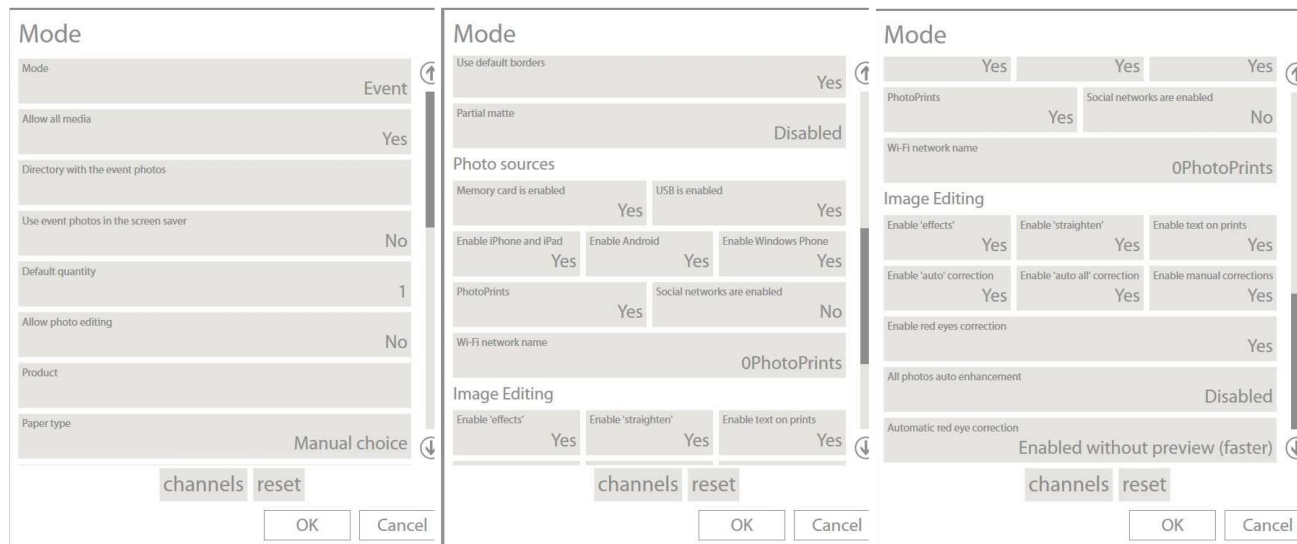 Mode
Mode
Event
Allow all media
Yes
Directory with the event photos
Use event photos in the screen saver
No
Default quantity
1
Allow photo editing
No
Product
Paper type
Manual choice
channels reset
OK Cancel
Mode
Use default borders
Yes
Partial matte
Disabled
Photo sources
Memory card is enabled USB is enabled
Yes Yes
Enable iPhone and iPad Enable Android Enable Windows Phone
Yes Yes Yes
PhotoPrints Social networks are enabled
Yes No
Wi-Fi network name
0PhotoPrints
Image Editing
Enable 'effects' Enable 'straighten' Enable text on prints
Yes Yes Yes
channels reset
OK Cancel
Mode
Yes Yes Yes
PhotoPrints Social networks are enabled
Yes No
Wi-Fi network name
0PhotoPrints
Image Editing
Enable 'effects' Enable 'straighten' Enable text on prints
Yes Yes Yes
Enable 'auto' correction Enable 'auto all' correction Enable manual corrections
Yes Yes Yes
Enable red eyes correction
Yes
All photos auto enhancement
Disabled
Automatic red eye correction
Enabled without preview (faster)
channels reset
OK Cancel